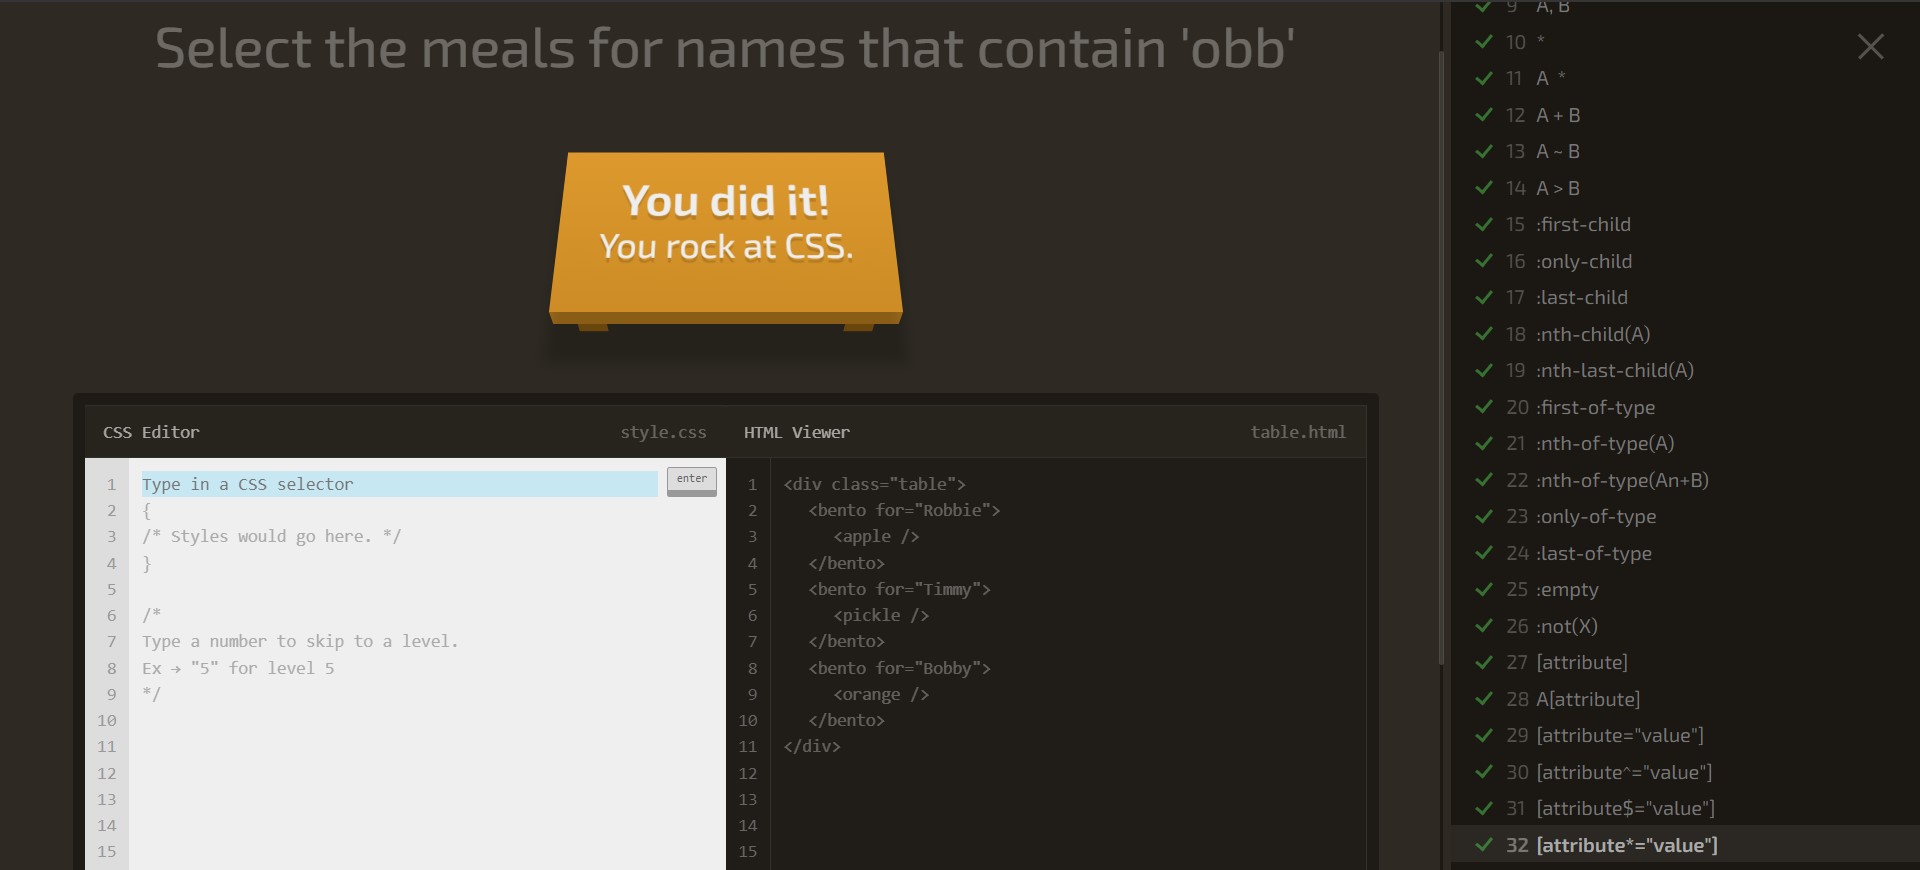 Select the meals for names that contain 'obb'
You did it!
You rock at CSS.
CSS Editor
style.css
1 Type in a CSS selector
enter
2 {
3 /* Styles would go here. */
4 }
5
6 /*
7 Type a number to skip to a level.
8 Ex → "5" for level 5
9 */
10
11
12
13
14
15
HTML Viewer
table.html
1 <div class="table">
2 <bento for="Robbie">
3 <apple />
4 </bento>
5 <bento for="Timmy">
6 <pickle />
7 </bento>
8 <bento for="Bobby">
9 <orange />
10 </bento>
11 </div>
12
13
14
15
9 A, B
10 *
11 A *
12 A + B
13 A ~ B
14 A > B
15 :first-child
16 :only-child
17 :last-child
18 :nth-child(A)
19 :nth-last-child(A)
20 :first-of-type
21 :nth-of-type(A)
22 :nth-of-type(An+B)
23 :only-of-type
24 :last-of-type
25 :empty
26 :not(X)
27 [attribute]
28 A[attribute]
29 [attribute="value"]
30 [attribute^="value"]
31 [attribute$="value"]
32 [attribute*="value"]